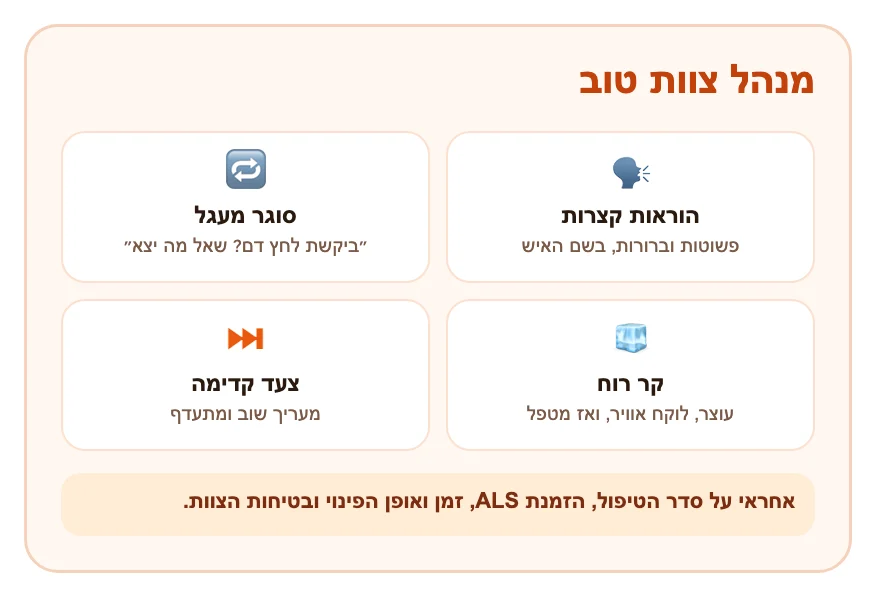 מנהל צוות טוב
הוראות קצרות
פשוטות וברורות, בשם האיש
סוגר מעגל
״ביקשת לחץ דם? שאל מה יצא״
קר רוח
עוצר, לוקח אוויר, ואז מטפל
צעד קדימה
מעריך שוב ומתעדף
אחראי על סדר הטיפול, הזמנת ALS, זמן ואופן הפינוי ובטיחות הצוות.